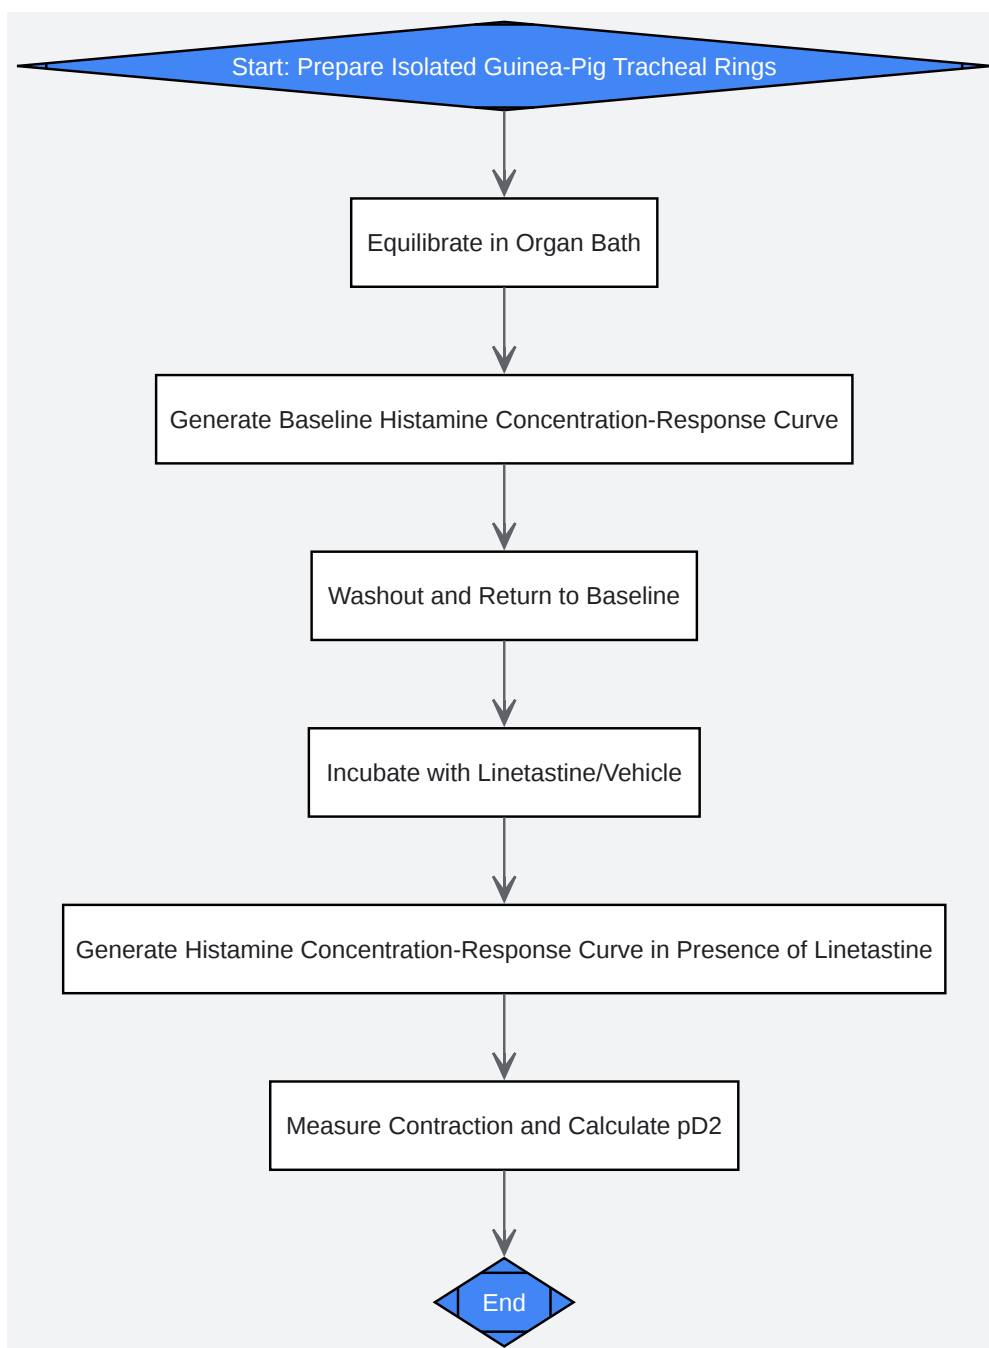 Start: Prepare Isolated Guinea-Pig Tracheal Rings
Equilibrate in Organ Bath
Generate Baseline Histamine Concentration-Response Curve
Washout and Return to Baseline
Incubate with Linetastine/Vehicle
Generate Histamine Concentration-Response Curve in Presence of Linetastine
Measure Contraction and Calculate pD2
End